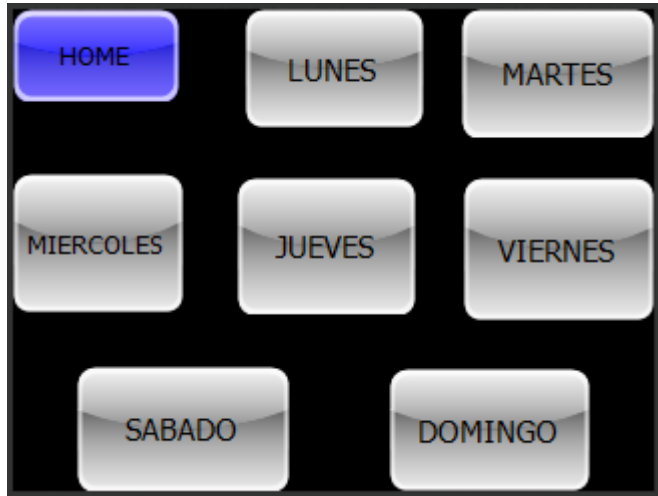 HOME
LUNES
MARTES
MIERCOLES
JUEVES
VIERNES
SABADO
DOMINGO